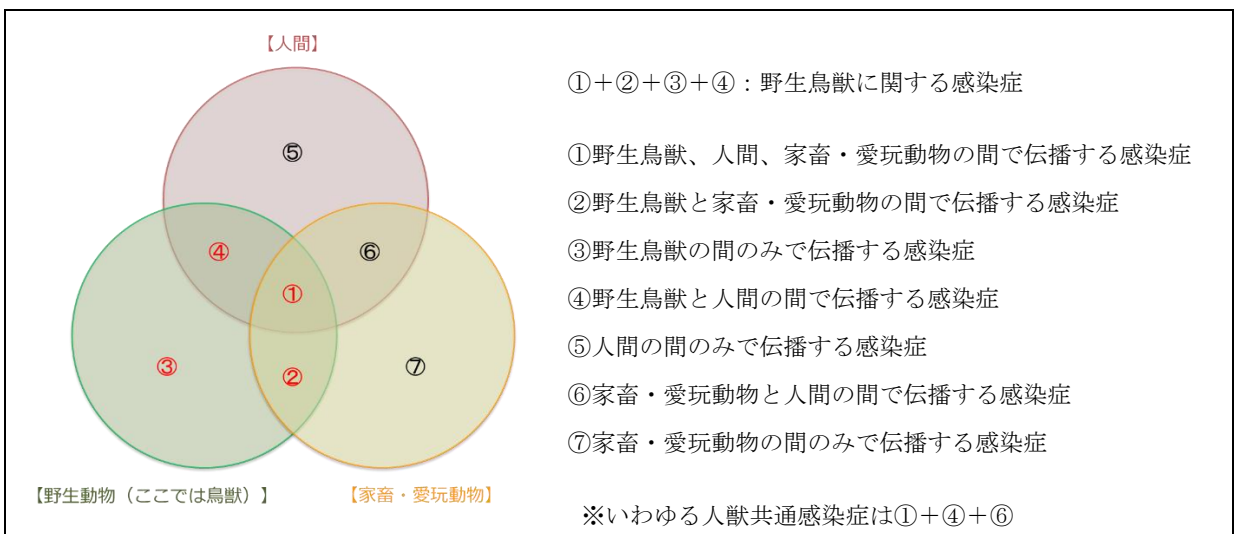 【人間】
⑤
④
⑥
①
③
②
⑦
【野生動物(ここでは鳥獣)】
【家畜・愛玩動物】
①+②+③+④:野生鳥獣に関する感染症
①野生鳥獣、人間、家畜・愛玩動物の間で伝播する感染症
②野生鳥獣と家畜・愛玩動物の間で伝播する感染症
③野生鳥獣の間のみで伝播する感染症
④野生鳥獣と人間の間で伝播する感染症
⑤人間の間のみで伝播する感染症
⑥家畜・愛玩動物と人間の間で伝播する感染症
⑦家畜・愛玩動物の間のみで伝播する感染症
※いわゆる人獣共通感染症は①+④+⑥